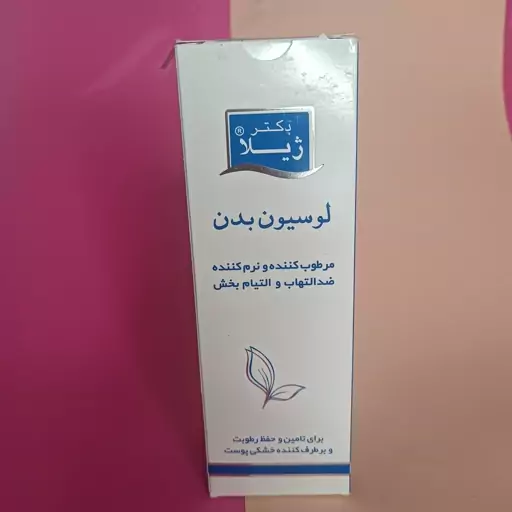 دکتر
ژیلا ®
لوسیون بدن
مرطوب کننده و نرم کننده
ضدالتهاب و التیام بخش
برای تامین و حفظ رطوبت
و برطرف کننده خشکی پوست